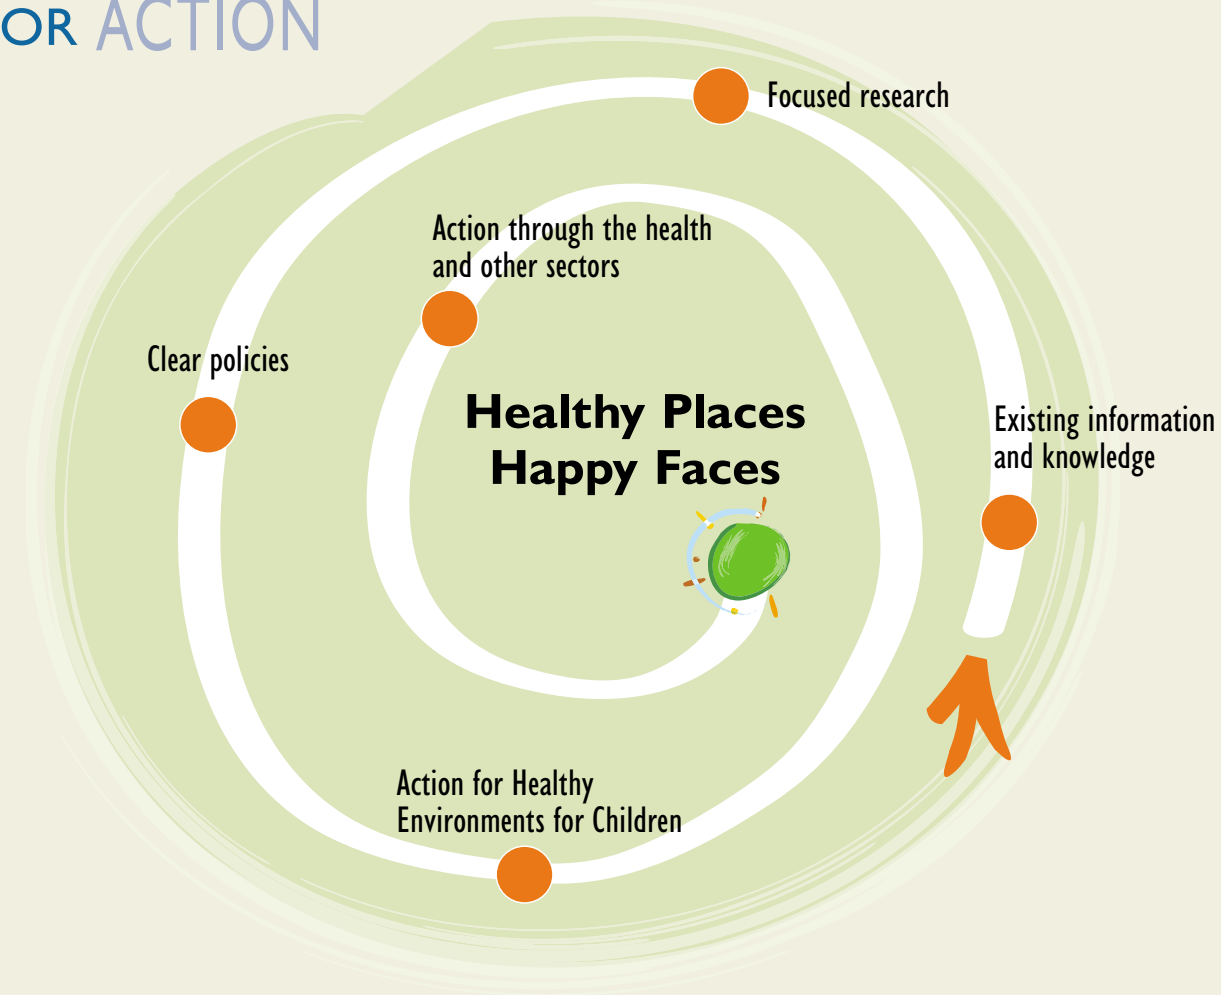 OR ACTION
Focused research
Action through the health
and other sectors
Clear policies
Healthy Places
Happy Faces
Existing information
and knowledge
Action for Healthy
Environments for Children